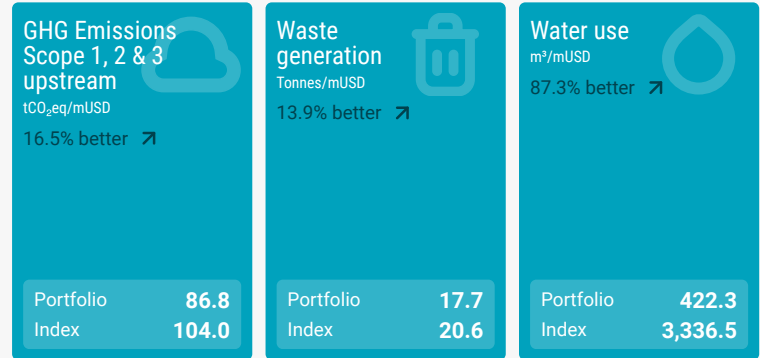 GHG Emissions
Scope 1, 2 & 3
upstream
tCO₂eq/mUSD
16.5% better
Portfolio 86.8
Index 104.0
Waste
generation
Tonnes/mUSD
13.9% better
Portfolio 17.7
Index 20.6
Water use
m³/mUSD
87.3% better
Portfolio 422.3
Index 3,336.5